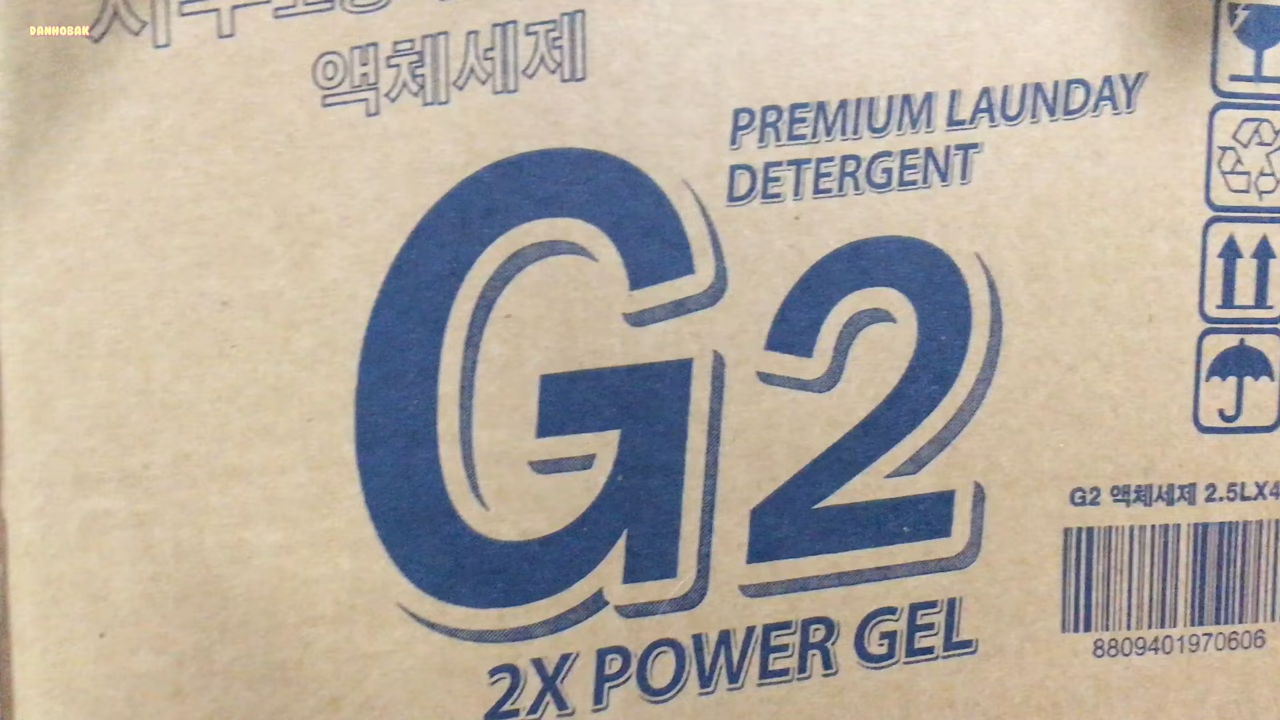 DANHOBAK
액체세제
PREMIUM LAUNDAY
DETERGENT
G2
2X POWER GEL
G2 액체세제 2.5LX4
8809401970606